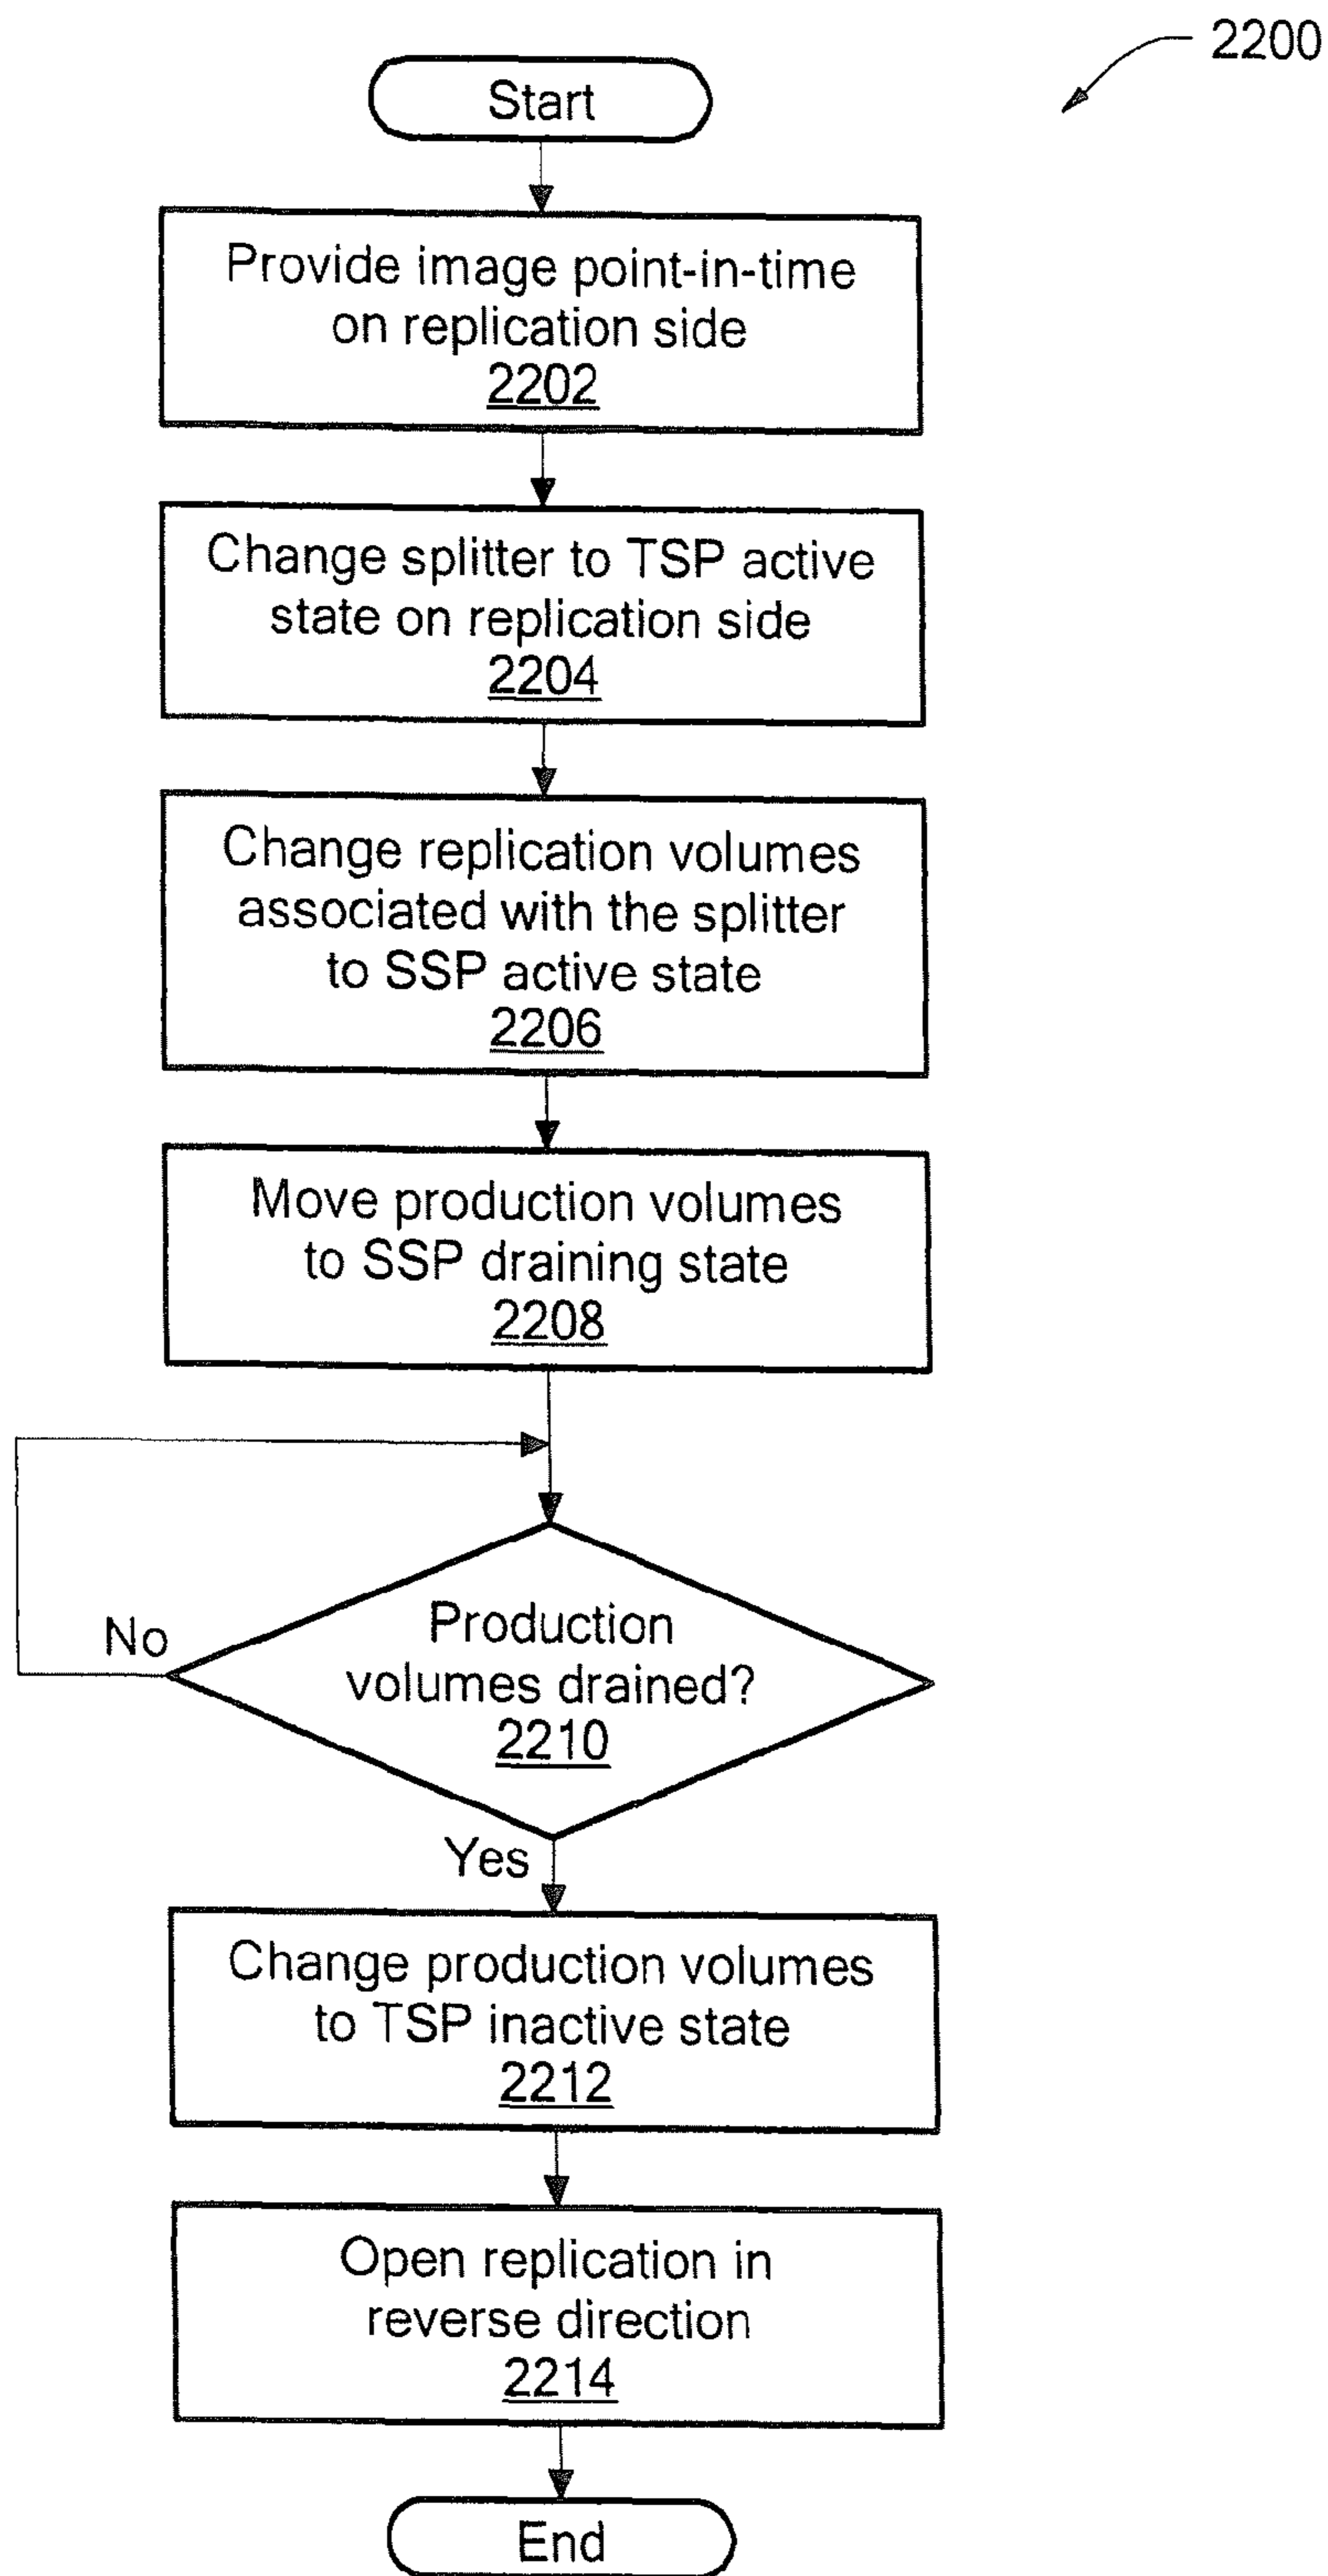 2200
Start
Provide image point-in-time
on replication side
2202
Change splitter to TSP active
state on replication side
2204
Change replication volumes
associated with the splitter
to SSP active state
2206
Move production volumes
to SSP draining state
2208
No
Production
volumes drained?
2210
Yes
Change production volumes
to TSP inactive state
2212
Open replication in
reverse direction
2214
End